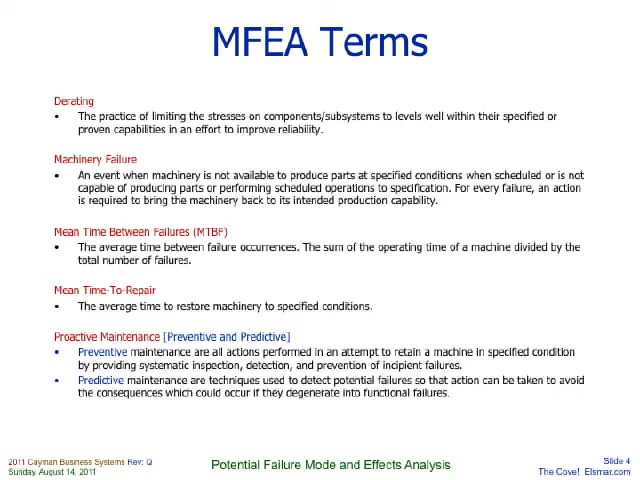 MFEA Terms
Derating
• The practice of limiting the stresses on components/subsystems to levels well within their specified or
proven capabilities in an effort to improve reliability.
Machinery Failure
• An event when machinery is not available to produce parts at specified conditions when scheduled or is not
capable of producing parts or performing scheduled operations to specification. For every failure, an action
is required to bring the machinery back to its intended production capability.
Mean Time Between Failures (MTBF)
• The average time between failure occurrences. The sum of the operating time of a machine divided by the
total number of failures.
Mean Time-To-Repair
• The average time to restore machinery to specified conditions.
Proactive Maintenance [Preventive and Predictive]
• Preventive maintenance are all actions performed in an attempt to retain a machine in specified condition
by providing systematic inspection, detection, and prevention of incipient failures.
• Predictive maintenance are techniques used to detect potential failures so that action can be taken to avoid
the consequences which could occur if they degenerate into functional failures.
2011 Cayman Business Systems Rev: Q
Sunday, August 14, 2011
Potential Failure Mode and Effects Analysis
Slide 4
The Cove! Elsmar.com